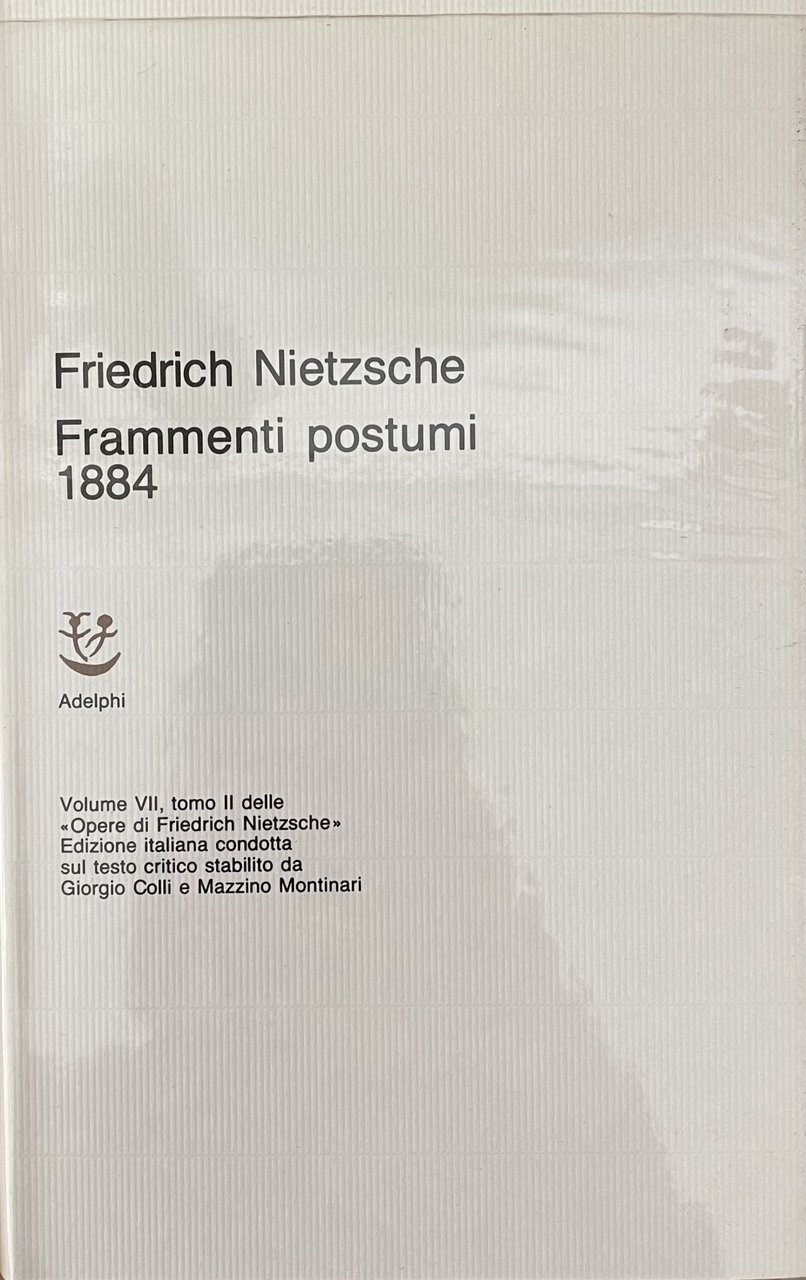 Friedrich Nietzsche
Frammenti postumi
1884
Adelphi
Volume VII, tomo II delle
«Opere di Friedrich Nietzsche»
Edizione italiana condotta
sul testo critico stabilito da
Giorgio Colli e Mazzino Montinari